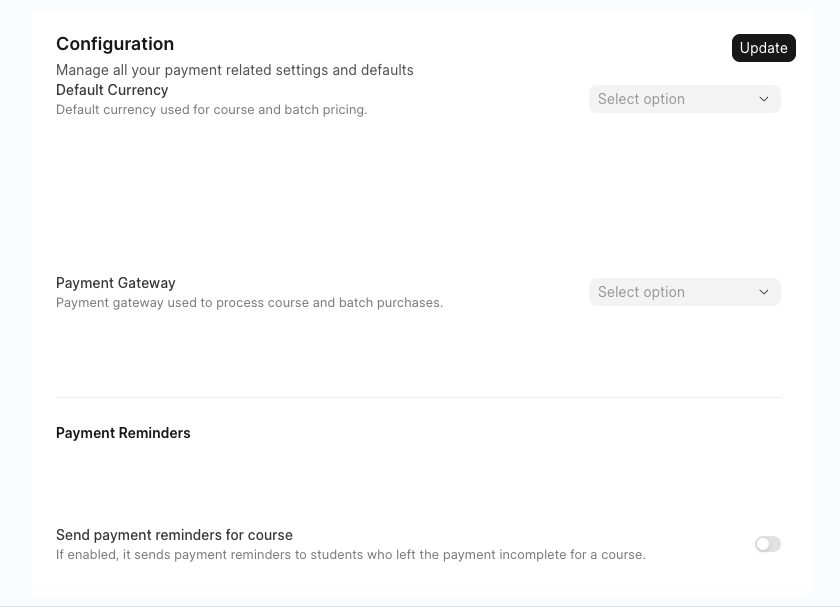 Configuration
Update
Manage all your payment related settings and defaults
Default Currency
Default currency used for course and batch pricing.
Select option
Payment Gateway
Payment gateway used to process course and batch purchases.
Select option
Payment Reminders
Send payment reminders for course
If enabled, it sends payment reminders to students who left the payment incomplete for a course.